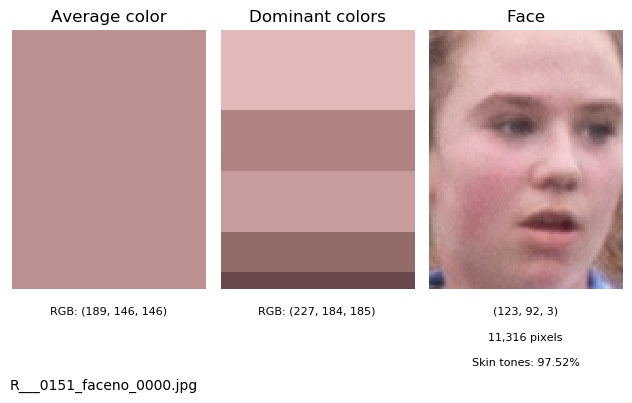 Average color
Dominant colors
Face
RGB: (189, 146, 146)
RGB: (227, 184, 185)
(123, 92, 3)
11,316 pixels
Skin tones: 97.52%
R___0151_faceno_0000.jpg